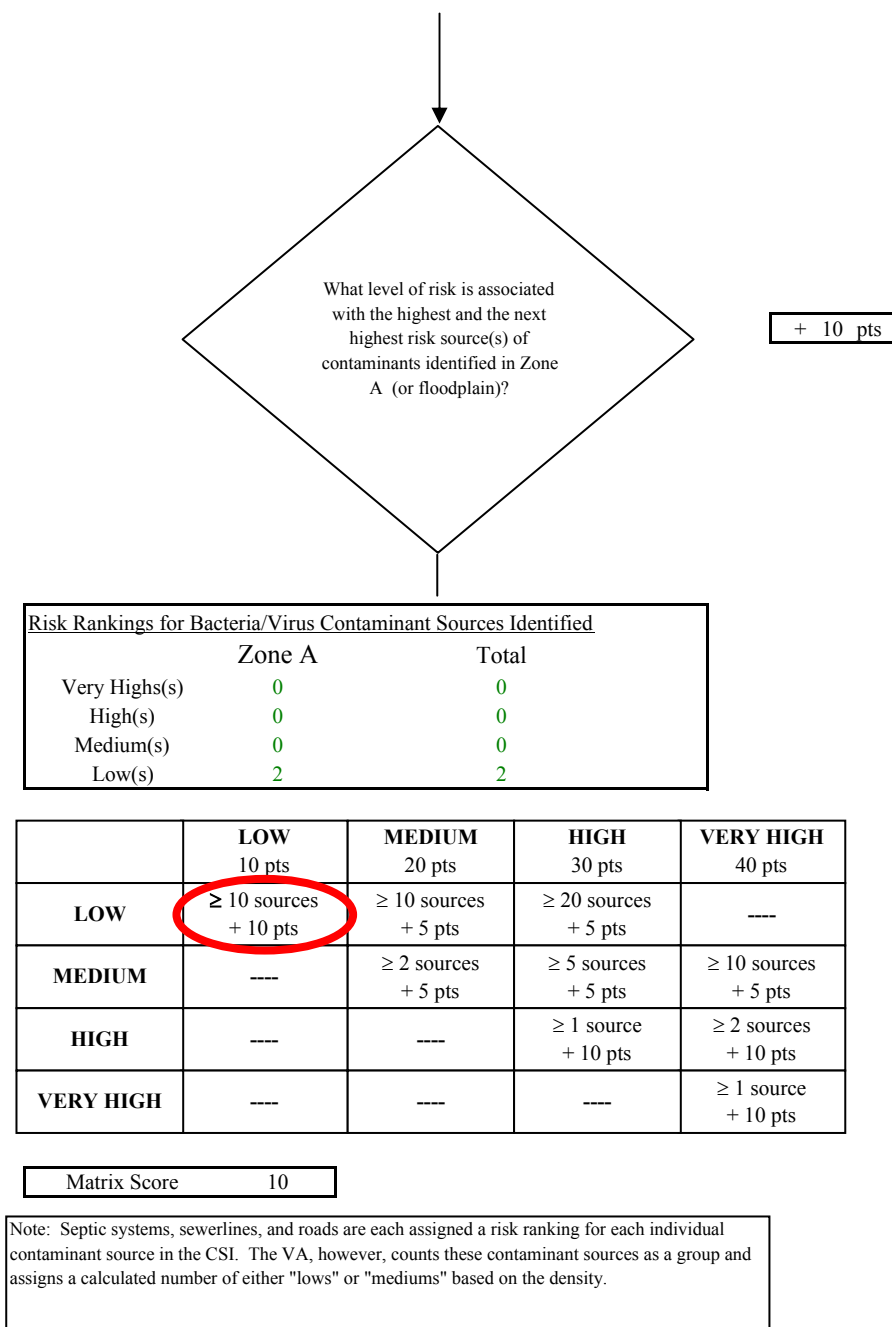 What level of risk is associated
with the highest and the next
highest risk source(s) of
contaminants identified in Zone
A (or floodplain)?
+ 10 pts
Risk Rankings for Bacteria/Virus Contaminant Sources Identified
Zone A Total
Very Highs(s) 0 0
High(s) 0 0
Medium(s) 0 0
Low(s) 2 2
LOW MEDIUM HIGH VERY HIGH
10 pts 20 pts 30 pts 40 pts
LOW ≥ 10 sources ≥ 10 sources ≥ 20 sources ----
+ 10 pts + 5 pts + 5 pts
MEDIUM ---- ≥ 2 sources ≥ 5 sources ≥ 10 sources
+ 5 pts + 5 pts + 5 pts
HIGH ---- ---- ≥ 1 source ≥ 2 sources
+ 10 pts + 10 pts
VERY HIGH ---- ---- ---- ≥ 1 source
+ 10 pts
Matrix Score 10
Note: Septic systems, sewerlines, and roads are each assigned a risk ranking for each individual
contaminant source in the CSI. The VA, however, counts these contaminant sources as a group and
assigns a calculated number of either "lows" or "mediums" based on the density.